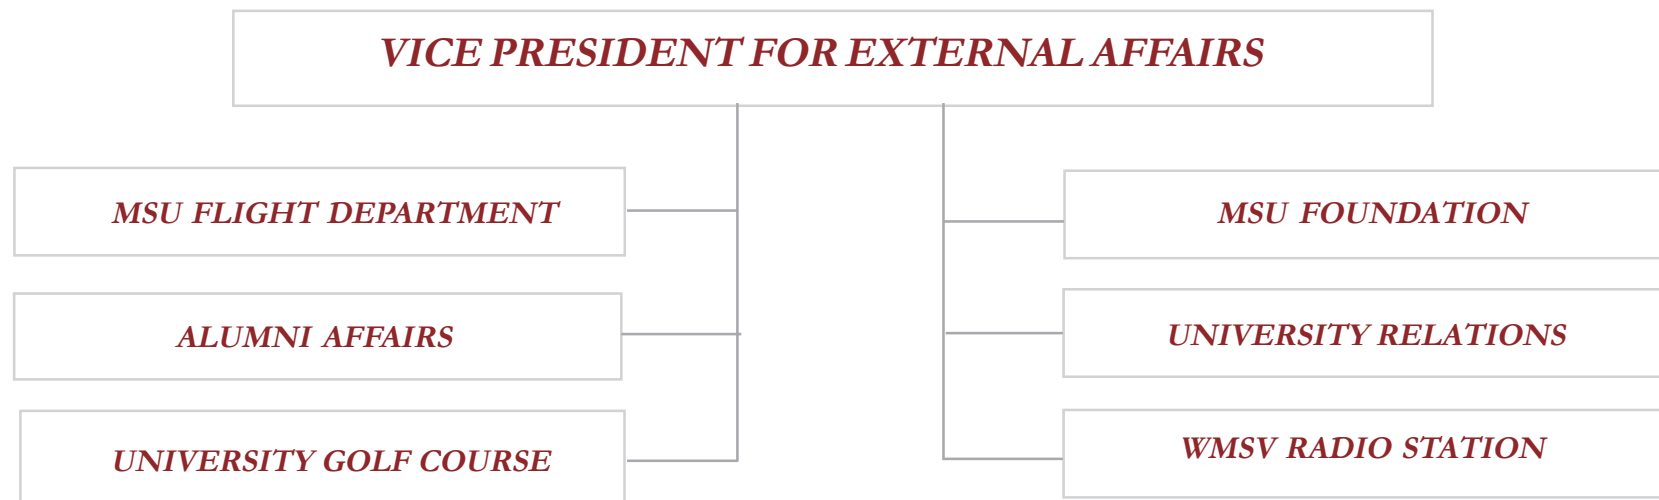 VICE PRESIDENT FOR EXTERNAL AFFAIRS
MSU FLIGHT DEPARTMENT
MSU FOUNDATION
ALUMNI AFFAIRS
UNIVERSITY RELATIONS
UNIVERSITY GOLF COURSE
WMSV RADIO STATION